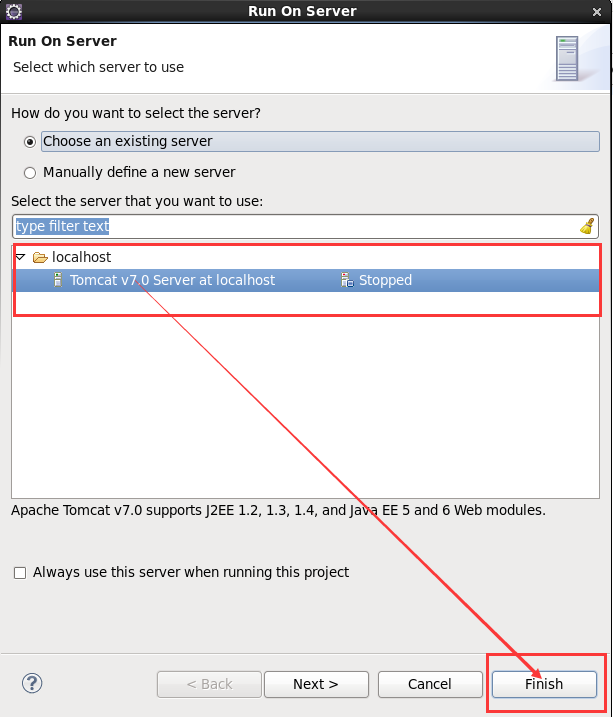 Run On Server
Run On Server
Select which server to use
How do you want to select the server?
Choose an existing server
Manually define a new server
Select the server that you want to use:
type filter text
localhost
Tomcat v7.0 Server at localhost Stopped
Apache Tomcat v7.0 supports J2EE 1.2, 1.3, 1.4, and Java EE 5 and 6 Web modules.
Always use this server when running this project
? < Back Next > Cancel Finish